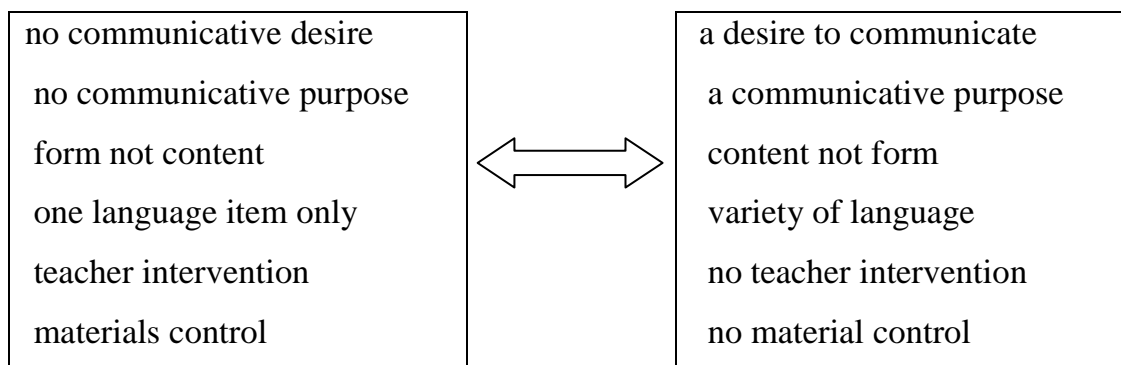 no communicative desire
no communicative purpose
form not content
one language item only
teacher intervention
materials control
a desire to communicate
a communicative purpose
content not form
variety of language
no teacher intervention
no material control